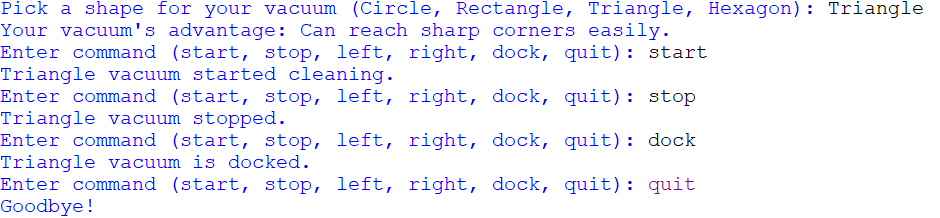 Pick a shape for your vacuum (Circle, Rectangle, Triangle, Hexagon): Triangle
Your vacuum's advantage: Can reach sharp corners easily.
Enter command (start, stop, left, right, dock, quit): start
Triangle vacuum started cleaning.
Enter command (start, stop, left, right, dock, quit): stop
Triangle vacuum stopped.
Enter command (start, stop, left, right, dock, quit): dock
Triangle vacuum is docked.
Enter command (start, stop, left, right, dock, quit): quit
Goodbye!